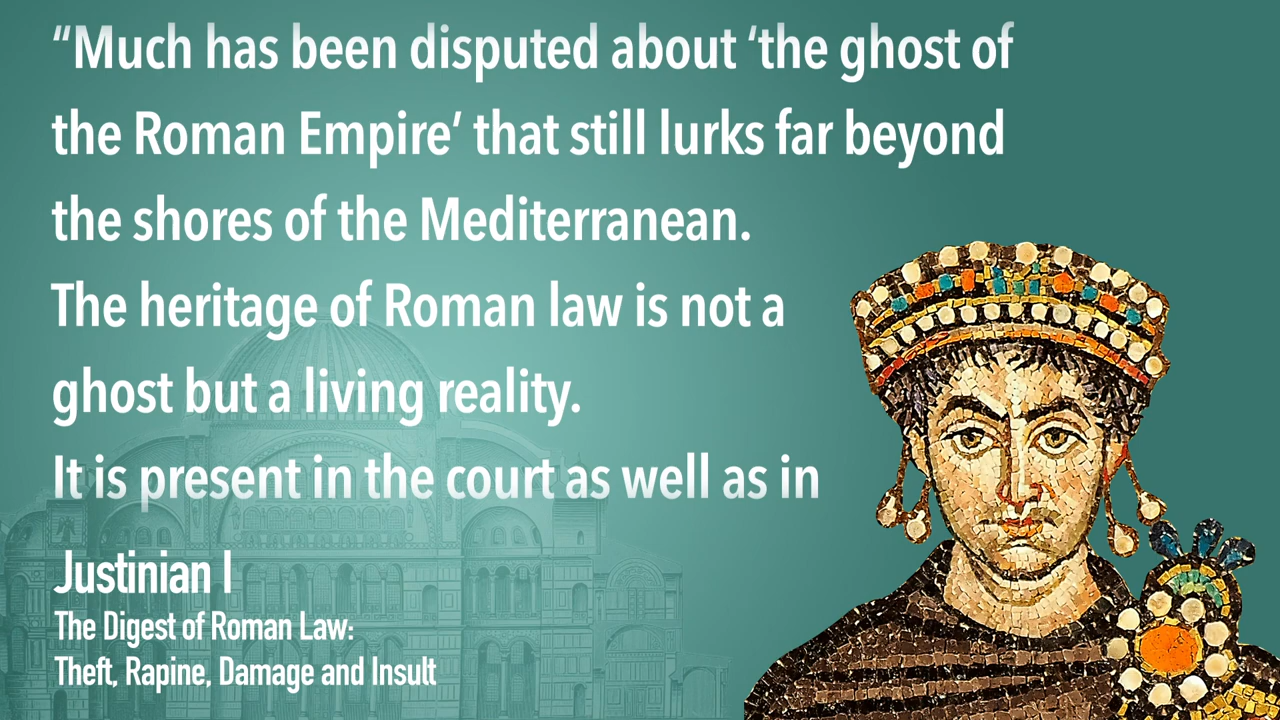 “Much has been disputed about ‘the ghost of
the Roman Empire’ that still lurks far beyond
the shores of the Mediterranean.
The heritage of Roman law is not a
ghost but a living reality.
It is present in the court as well as in
Justinian I
The Digest of Roman Law:
Theft, Rapine, Damage and Insult